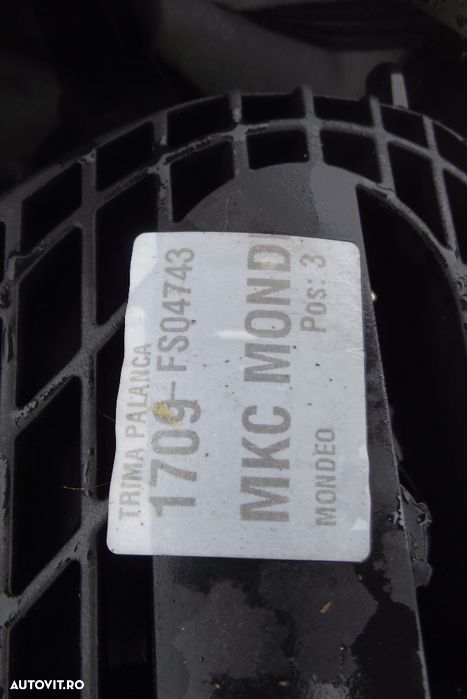 TRIMA PALANCA
1709-FS04743
MKC MOND
MONDEO Pos: 3
AUTOVIT.RO